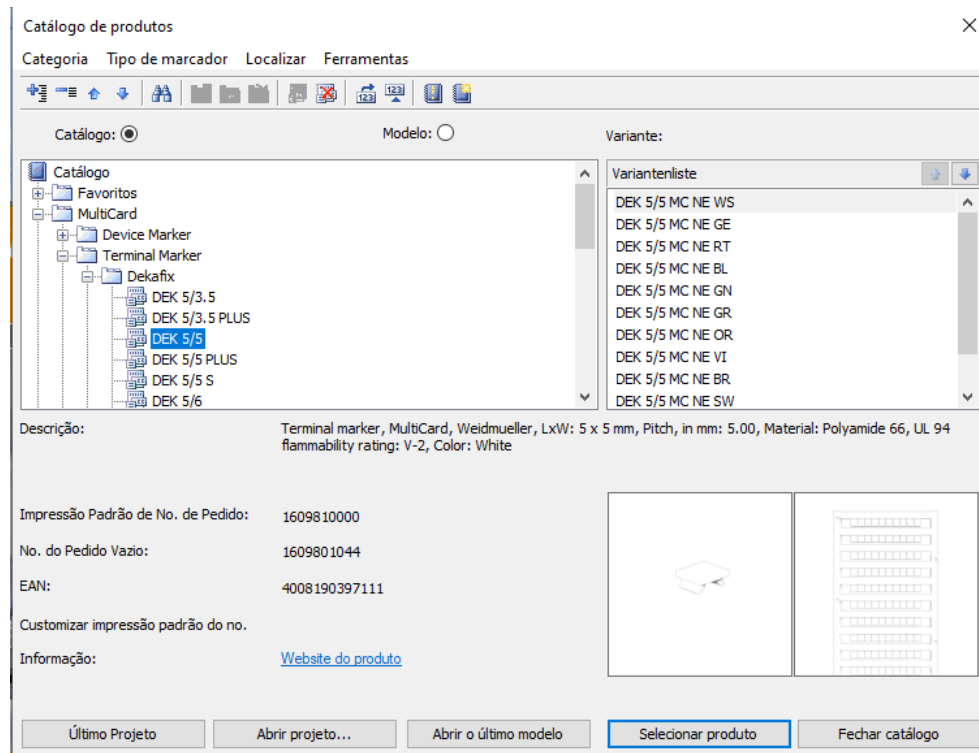 Catálogo de produtos
Categoria Tipo de marcador Localizar Ferramentas
Catálogo: Modelo: Variante:
Catálogo
Favoritos
MultiCard
Device Marker
Terminal Marker
Dekafix
DEK 5/3.5
DEK 5/3.5 PLUS
DEK 5/5
DEK 5/5 PLUS
DEK 5/5 S
DEK 5/6
Variantenliste
DEK 5/5 MC NE WS
DEK 5/5 MC NE GE
DEK 5/5 MC NE RT
DEK 5/5 MC NE BL
DEK 5/5 MC NE GN
DEK 5/5 MC NE GR
DEK 5/5 MC NE OR
DEK 5/5 MC NE VI
DEK 5/5 MC NE BR
DEK 5/5 MC NE SW
Descrição: Terminal marker, MultiCard, Weidmueller, LxW: 5 x 5 mm, Pitch, in mm: 5.00, Material: Polyamide 66, UL 94
flammability rating: V-2, Color: White
Impressão Padrão de No. de Pedido: 1609810000
No. do Pedido Vazio: 1609801044
EAN: 4008190397111
Customizar impressão padrão do no.
Informação: Website do produto
Último Projeto Abrir projeto... Abrir o último modelo Selecionar produto Fechar catálogo